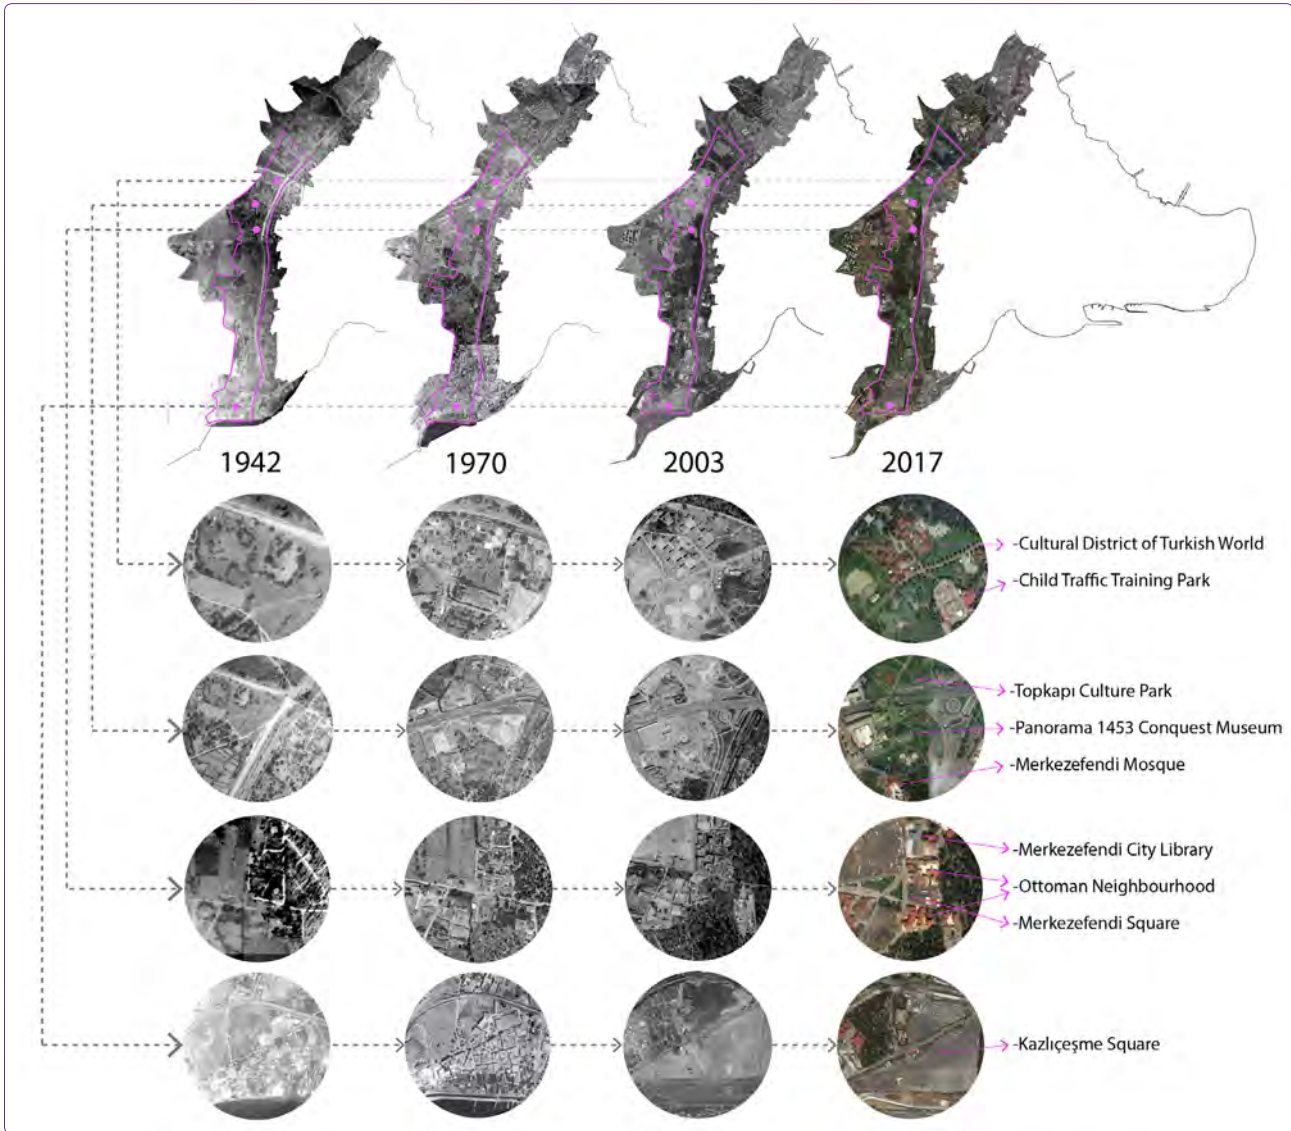 1942
1970
2003
2017
-Cultural District of Turkish World
-Child Traffic Training Park
-Topkapı Culture Park
-Panorama 1453 Conquest Museum
-Merkezefendi Mosque
-Merkezefendi City Library
-Ottoman Neighbourhood
-Merkezefendi Square
-Kazlıçeşme Square